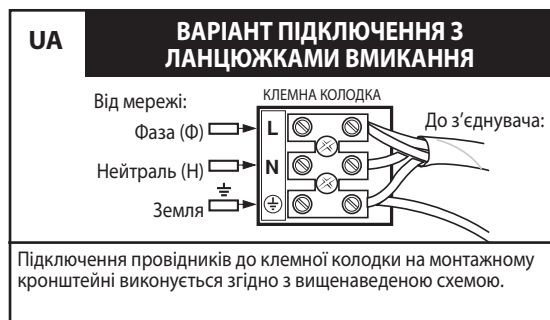 UA
ВАРІАНТ ПІДКЛЮЧЕННЯ З
ЛАНЦЮЖКАМИ ВМИКАННЯ
Від мережі:
КЛЕМНА КОЛОДКА
Фаза (Ф)
L
До з’єднувача:
Нейтраль (Н)
N
Земля
Підключення провідників до клемної колодки на монтажному
кронштейні виконується згідно з вищенаведеною схемою.